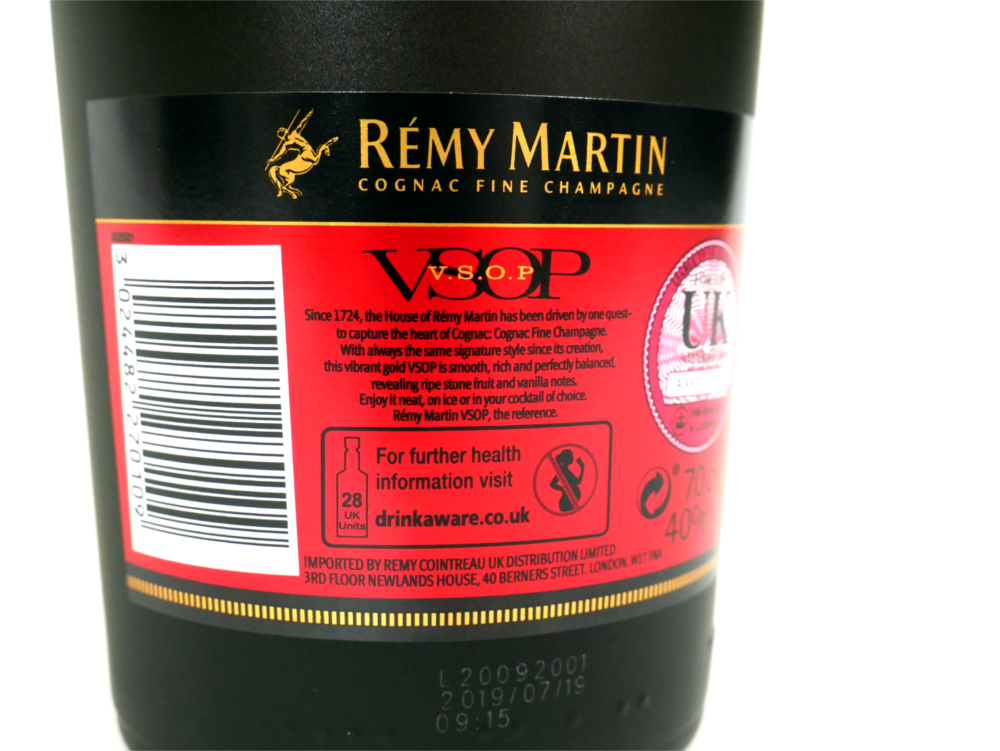 RÉMY MARTIN
COGNAC FINE CHAMPAGNE
VSOP
V.S.O.P
Since 1724, the House of Rémy Martin has been driven by one quest-
to capture the heart of Cognac: Cognac Fine Champagne.
With always the same signature style since its creation,
this vibrant gold VSOP is smooth, rich and perfectly balanced,
revealing ripe stone fruit and vanilla notes.
Enjoy it neat, on ice or in your cocktail of choice.
Rémy Martin VSOP, the reference.
For further health
information visit
drinkaware.co.uk
28
UK
Units
IMPORTED BY REMY COINTREAU UK DISTRIBUTION LIMITED
3RD FLOOR NEWLANDS HOUSE, 40 BERNERS STREET. LONDON. W1T 3NA
3 024482 270109
UK
70
40%
L20092001
2019/07/19
09:15